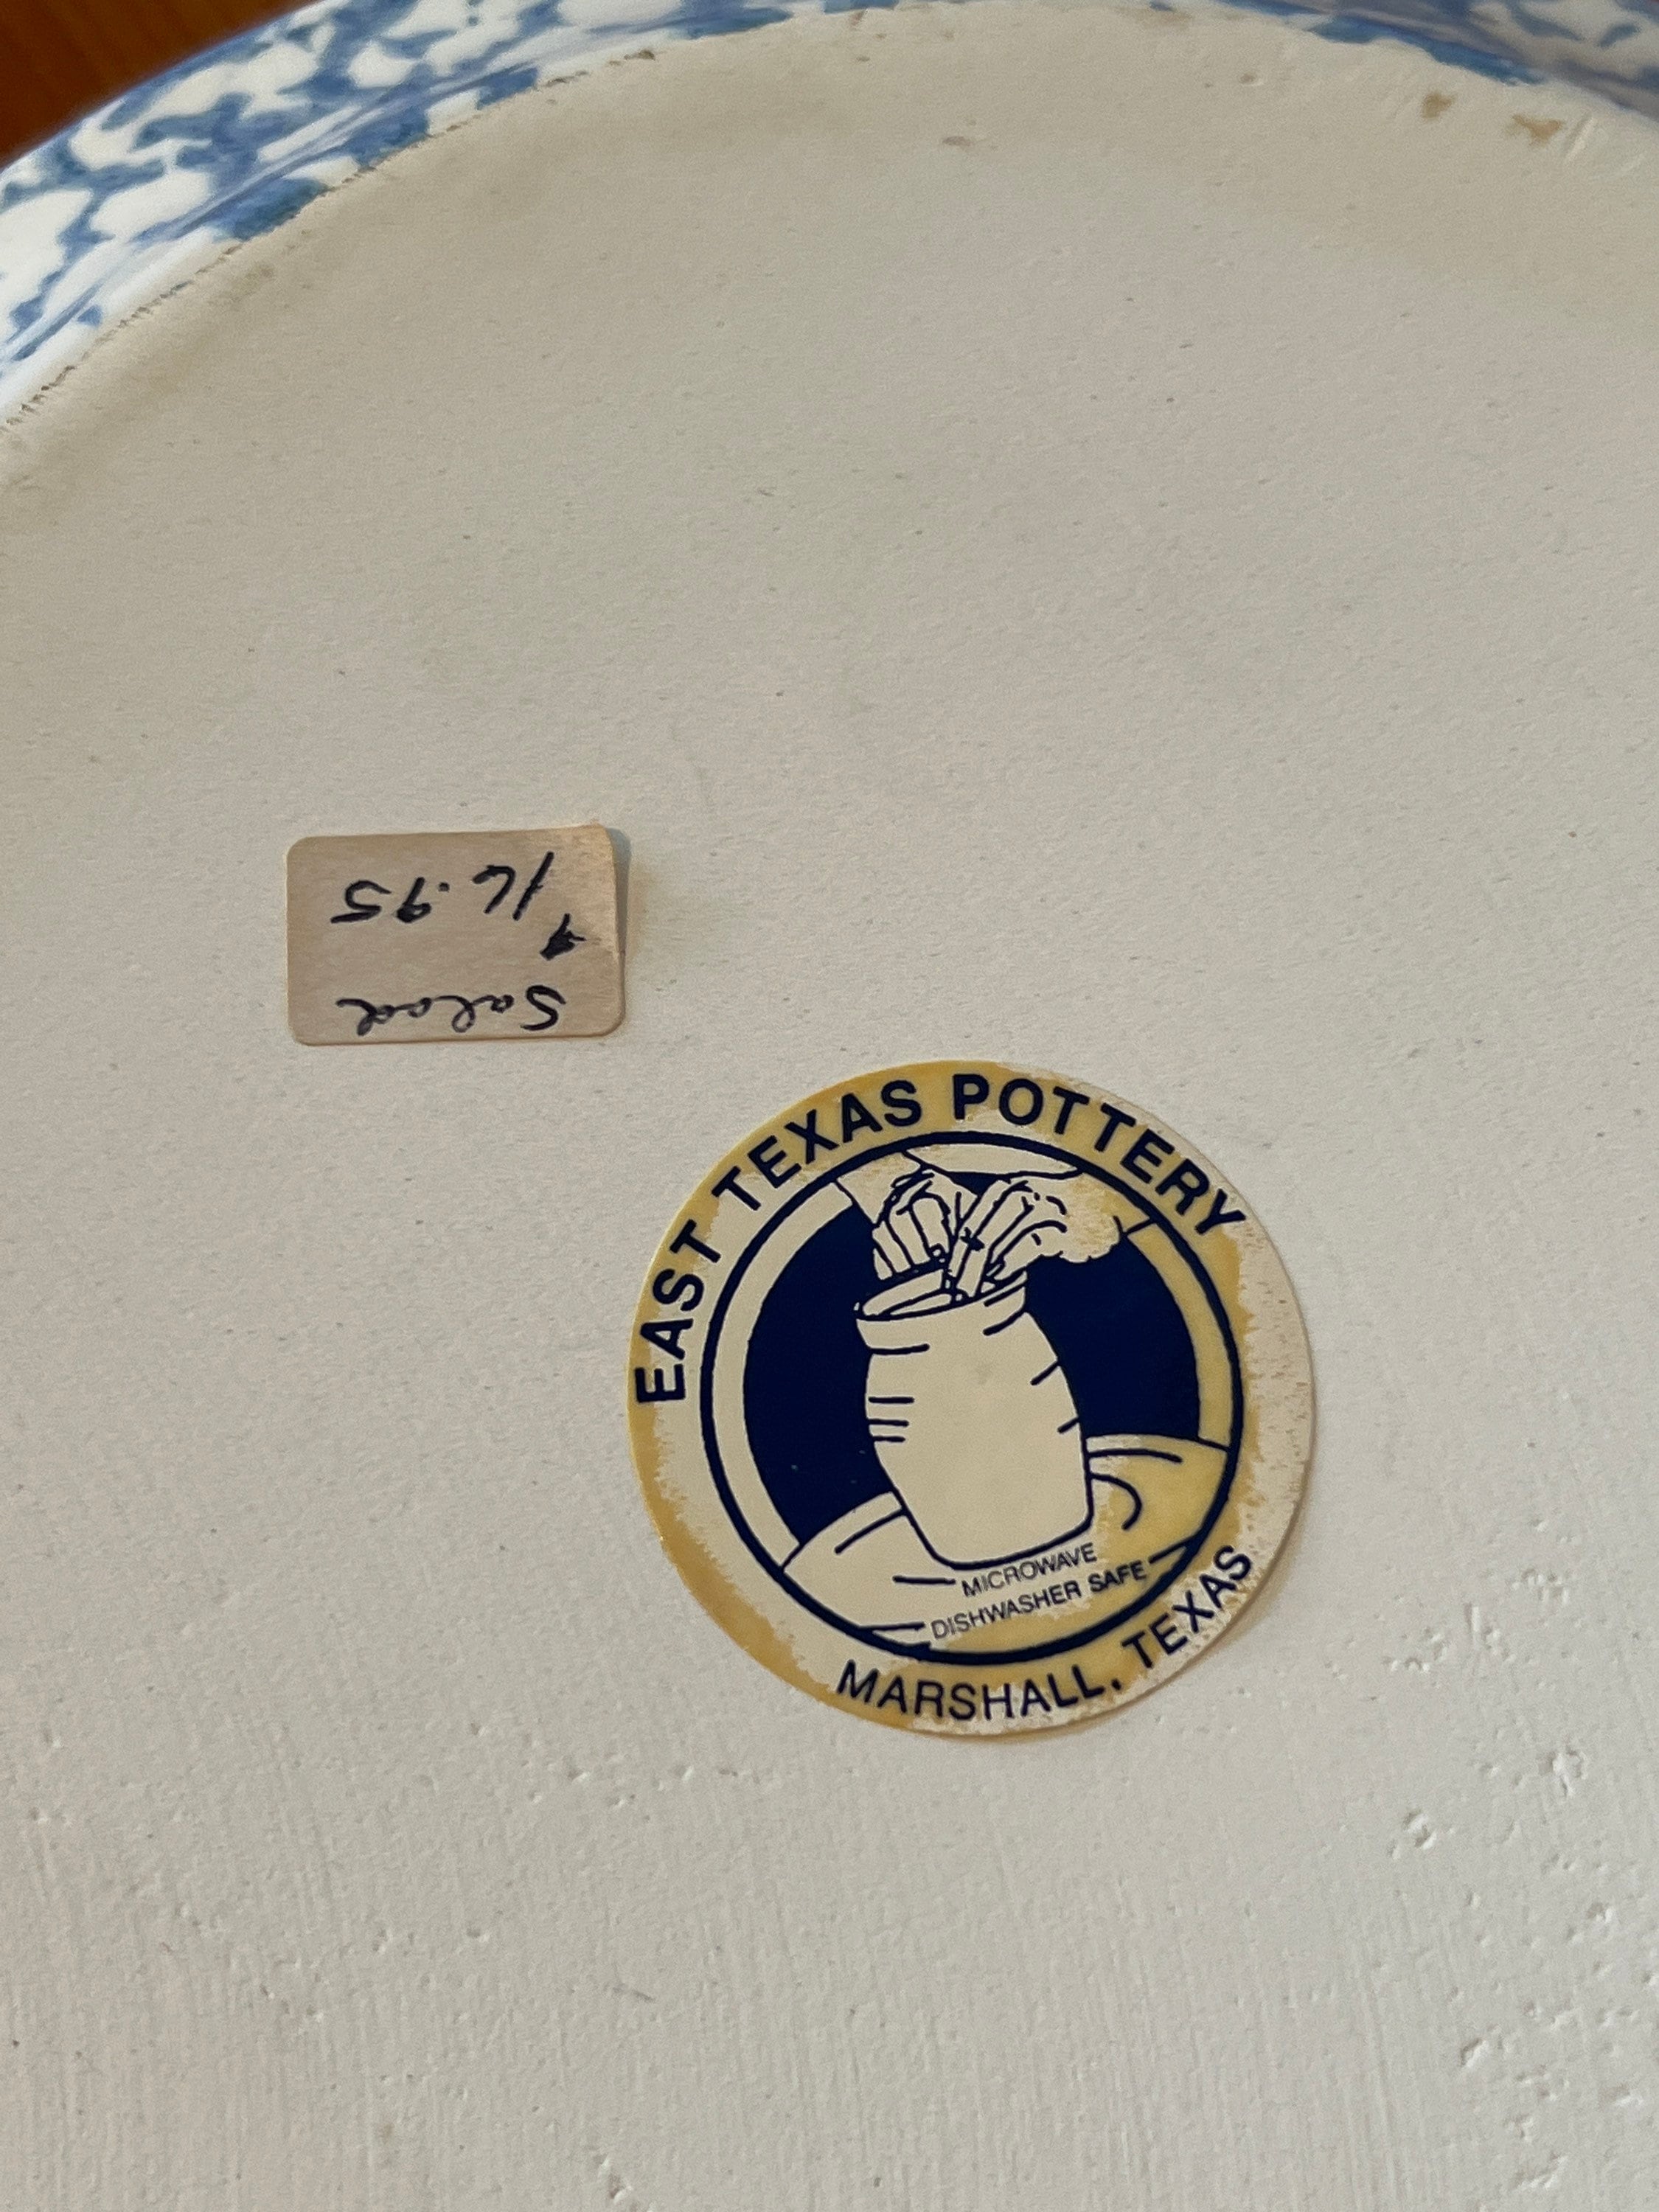 Salad
$16.95
EAST TEXAS POTTERY
MICROWAVE
DISHWASHER SAFE
MARSHALL, TEXAS